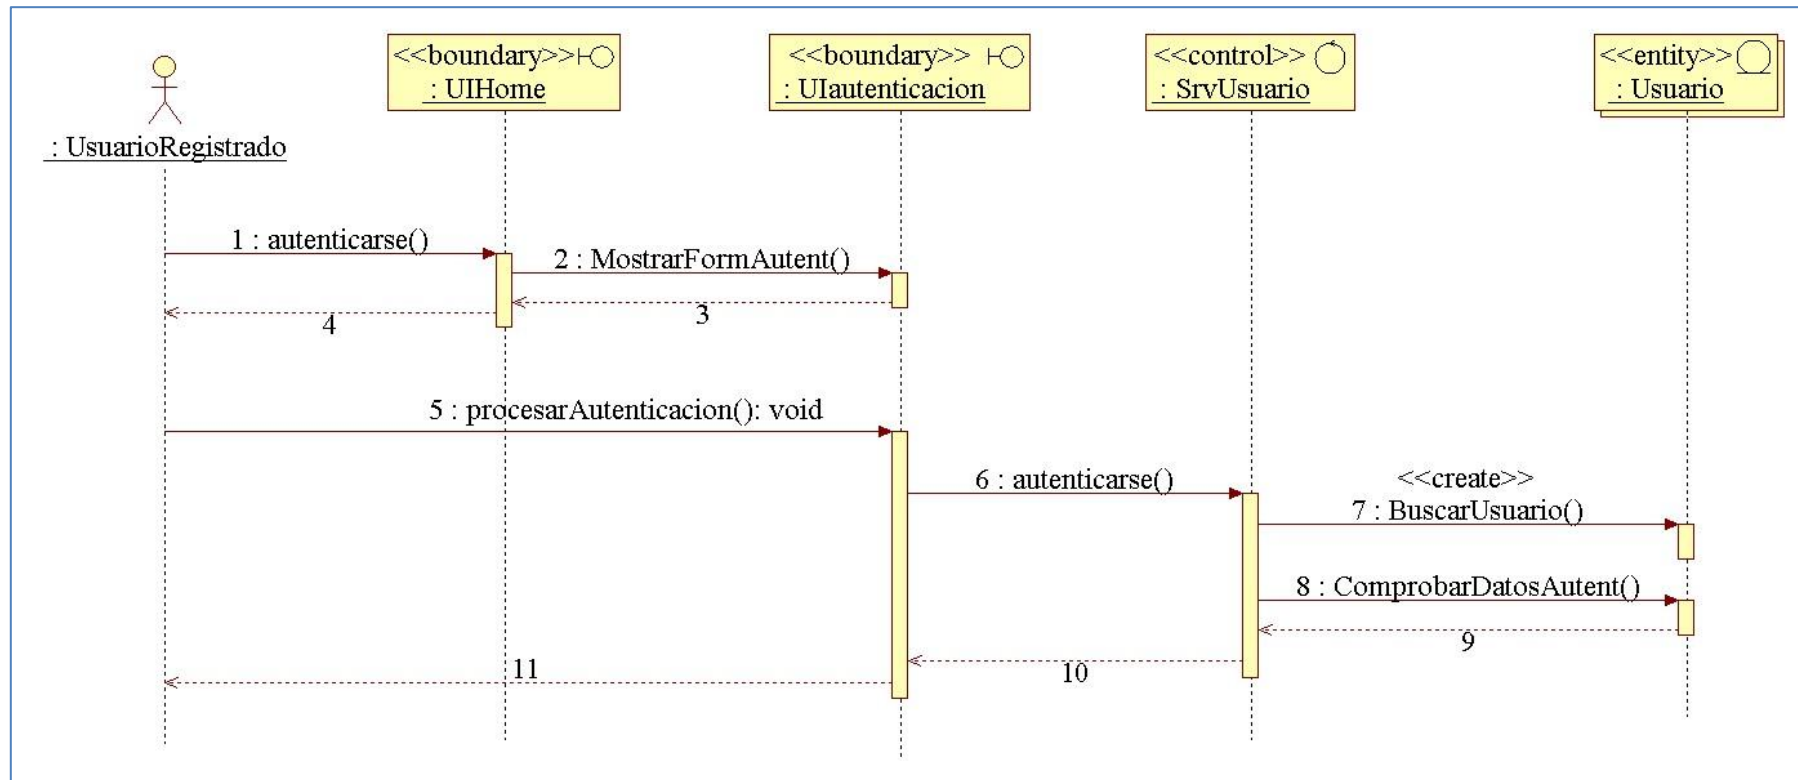 <<boundary>>
: UIHome
<<boundary>>
: UIautenticacion
<<control>>
: SrvUsuario
<<entity>>
: Usuario
: UsuarioRegistrado
1 : autenticarse()
2 : MostrarFormAutent()
3
4
5 : procesarAutenticacion(): void
6 : autenticarse()
<<create>>
7 : BuscarUsuario()
8 : ComprobarDatosAutent()
9
10
11